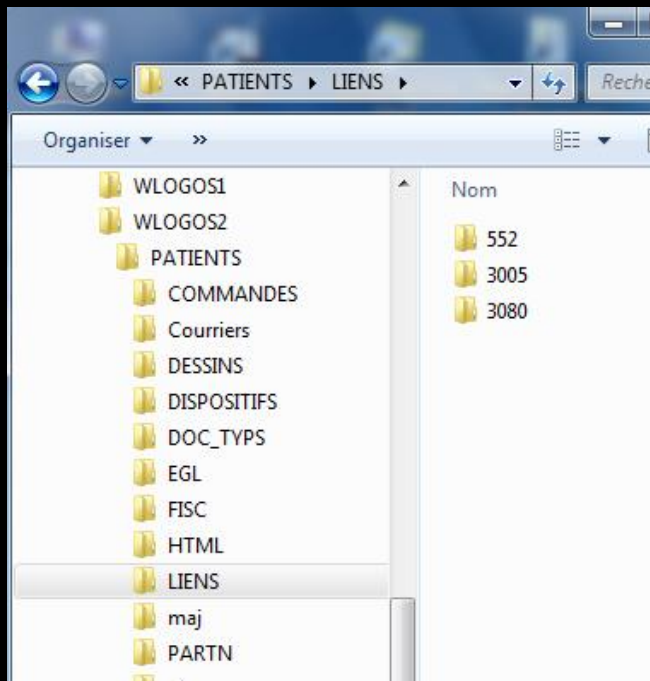 « PATIENTS ▸ LIENS ▸
Reche
Organiser »
WLOGOS1
WLOGOS2
PATIENTS
COMMANDES
Courriers
DESSINS
DISPOSITIFS
DOC_TYPS
EGL
FISC
HTML
LIENS
maj
PARTN
Nom
552
3005
3080